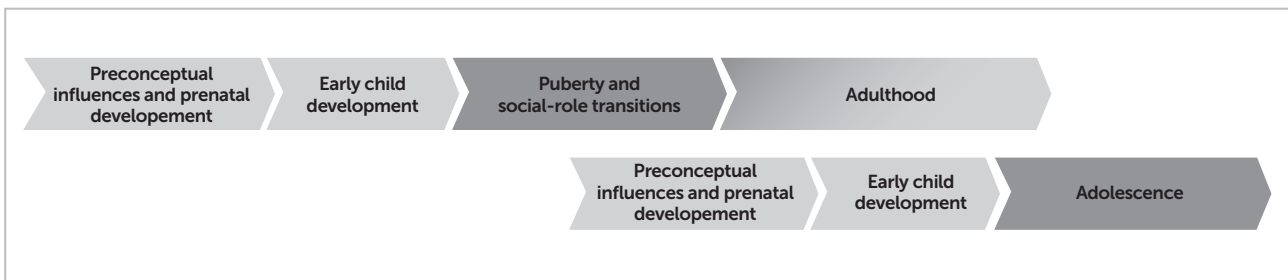 Preconceptual
influences and prenatal
developement
Early child
development
Puberty and
social-role transitions
Adulthood
Preconceptual
influences and prenatal
developement
Early child
development
Adolescence